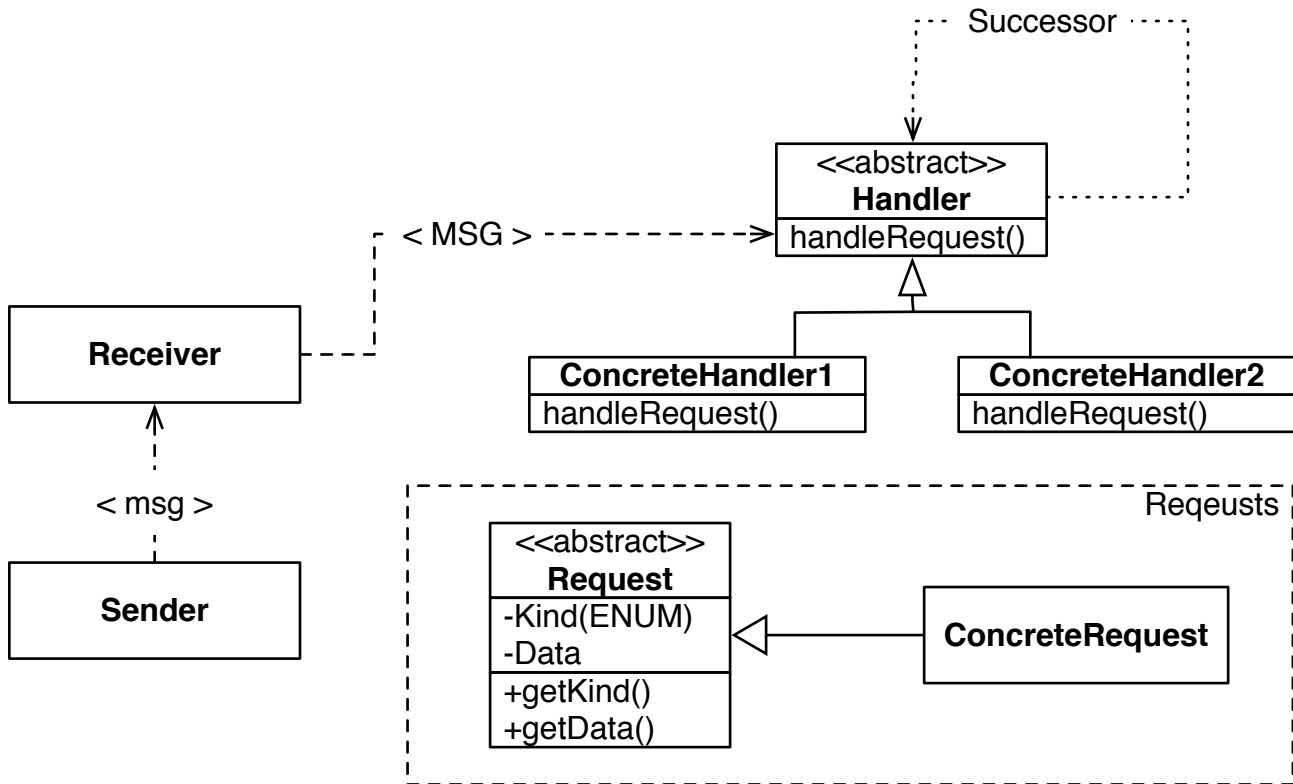 Successor
<<abstract>>
Handler
handleRequest()
< MSG >
Receiver
ConcreteHandler1
handleRequest()
ConcreteHandler2
handleRequest()
< msg >
Sender
Reqeusts
<<abstract>>
Request
-Kind(ENUM)
-Data
+getKind()
+getData()
ConcreteRequest